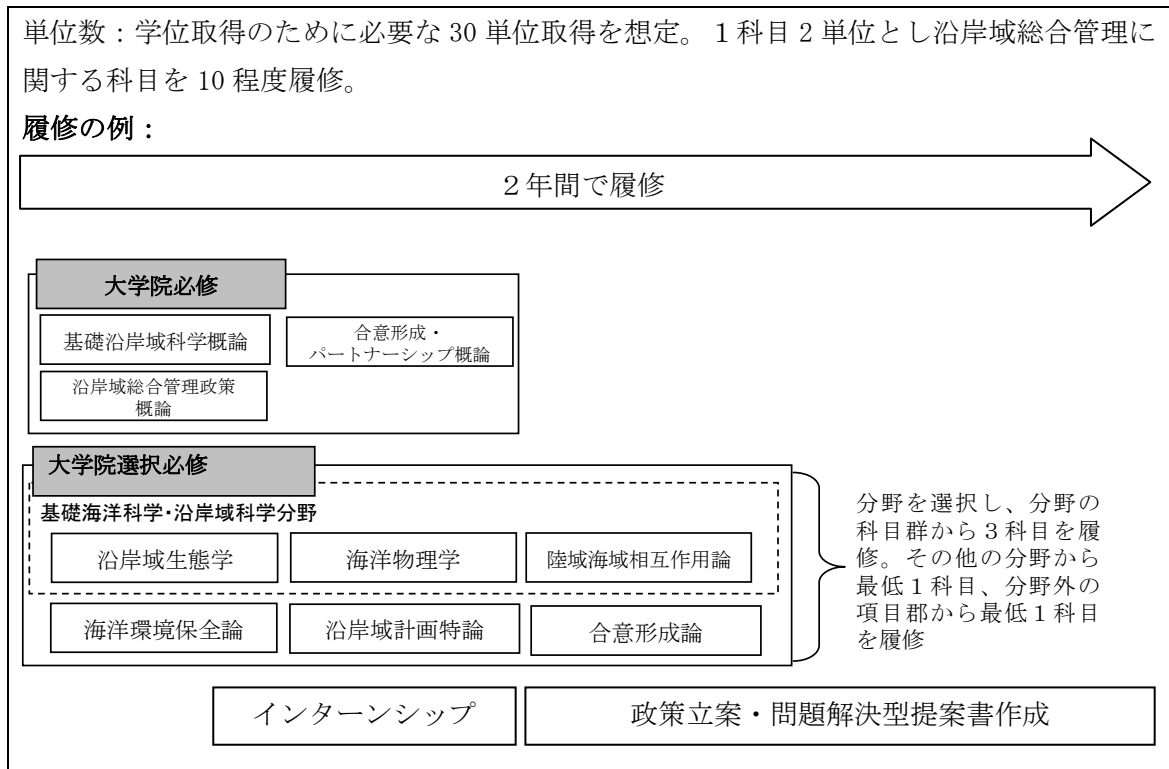 単位数：学位取得のために必要な 30 単位取得を想定。１科目 2 単位とし沿岸域総合管理に
関する科目を 10 程度履修。
履修の例：
２年間で履修
大学院必修
基礎沿岸域科学概論
合意形成・
パートナーシップ概論
沿岸域総合管理政策
概論
大学院選択必修
基礎海洋科学・沿岸域科学分野
沿岸域生態学
海洋物理学
陸域海域相互作用論
海洋環境保全論
沿岸域計画特論
合意形成論
分野を選択し、分野の
科目群から３科目を履
修。その他の分野から
最低１科目、分野外の
項目郡から最低１科目
を履修
インターンシップ
政策立案・問題解決型提案書作成